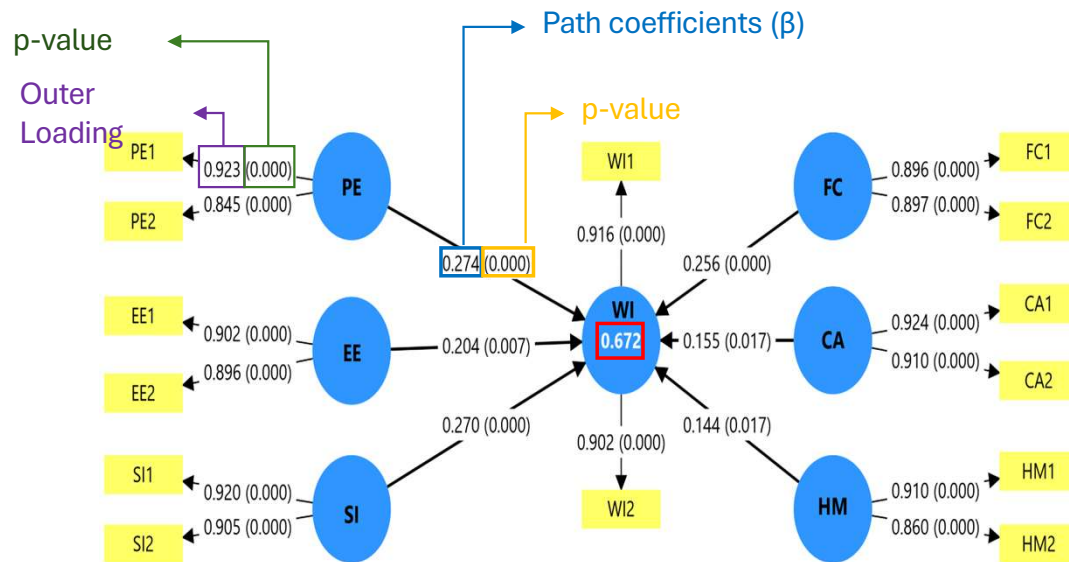 Path coefficients (β)
p-value
Outer
Loading
p-value
PE1
0.923 (0.000)
PE2
0.845 (0.000)
PE
0.274 (0.000)
WI1
0.916 (0.000)
FC
0.896 (0.000)
FC1
0.897 (0.000)
FC2
0.256 (0.000)
EE1
0.902 (0.000)
EE2
0.896 (0.000)
EE
0.204 (0.007)
WI
0.672
0.155 (0.017)
CA
0.924 (0.000)
CA1
0.910 (0.000)
CA2
0.270 (0.000)
0.144 (0.017)
0.902 (0.000)
WI2
SI1
0.920 (0.000)
SI2
0.905 (0.000)
SI
HM
0.910 (0.000)
HM1
0.860 (0.000)
HM2